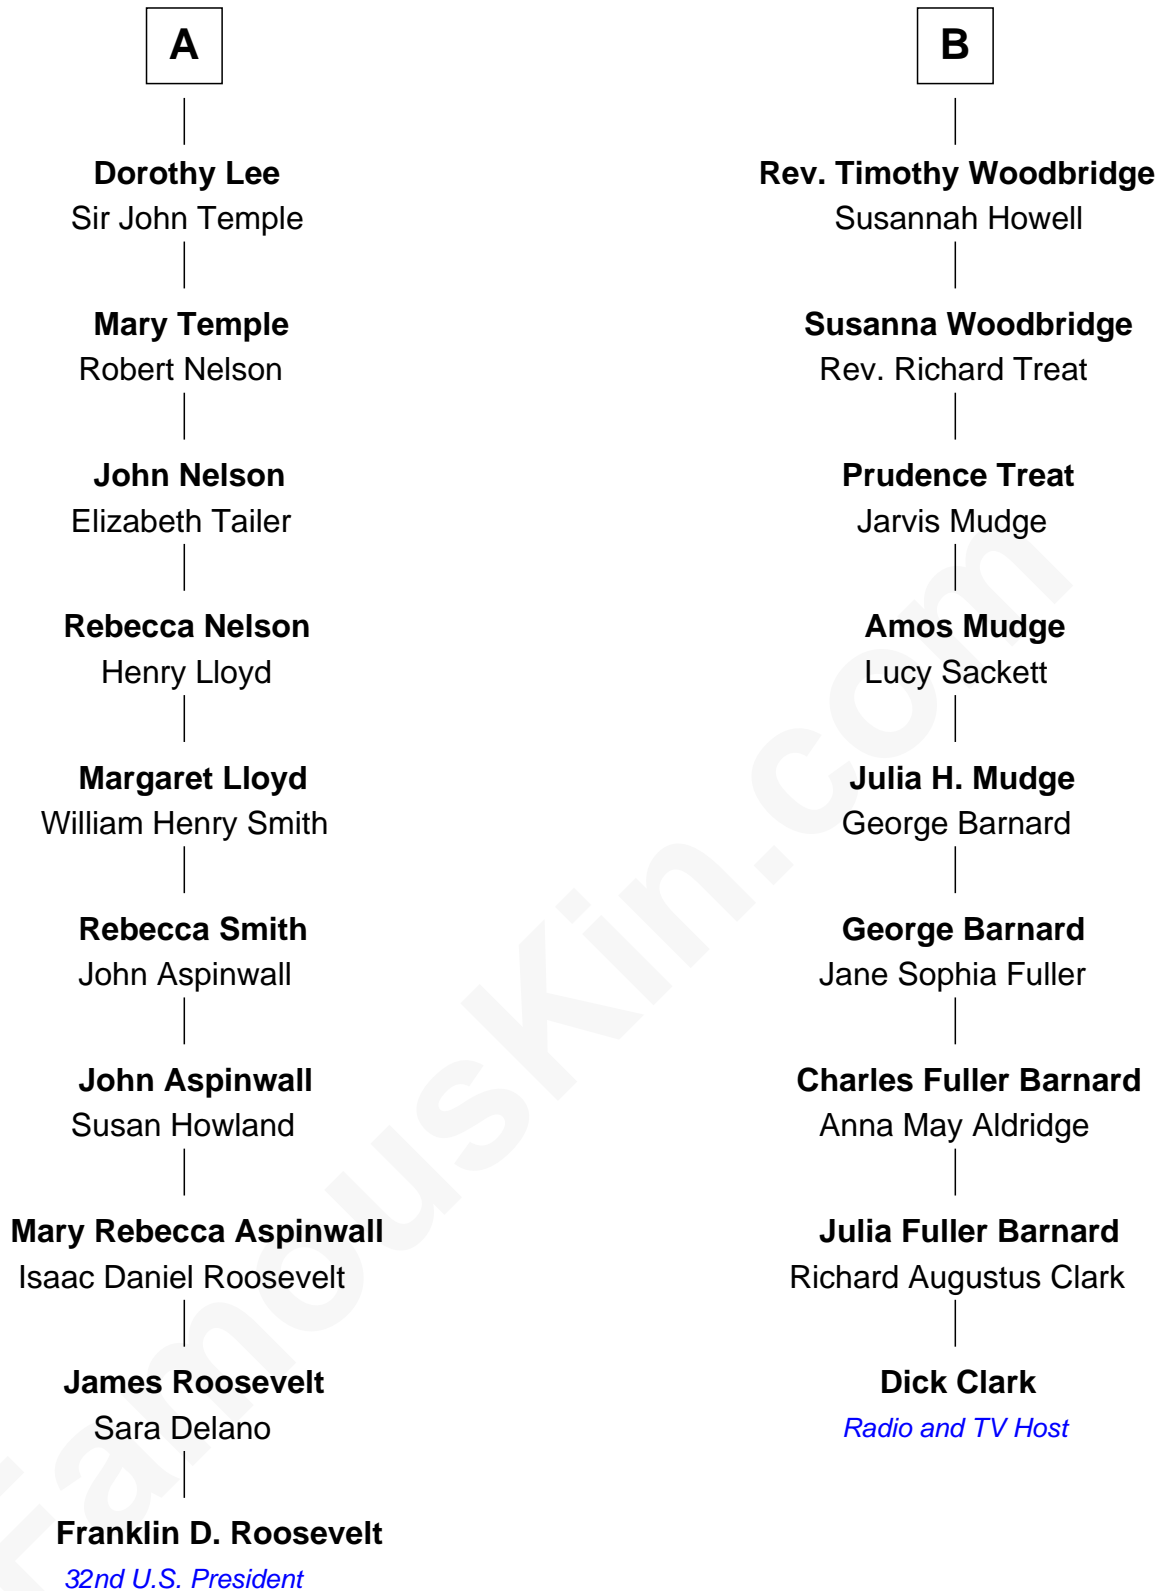 A
Dorothy Lee
Sir John Temple
Mary Temple
Robert Nelson
John Nelson
Elizabeth Tailer
Rebecca Nelson
Henry Lloyd
Margaret Lloyd
William Henry Smith
Rebecca Smith
John Aspinwall
John Aspinwall
Susan Howland
Mary Rebecca Aspinwall
Isaac Daniel Roosevelt
James Roosevelt
Sara Delano
Franklin D. Roosevelt
32nd U.S. President
B
Rev. Timothy Woodbridge
Susannah Howell
Susanna Woodbridge
Rev. Richard Treat
Prudence Treat
Jarvis Mudge
Amos Mudge
Lucy Sackett
Julia H. Mudge
George Barnard
George Barnard
Jane Sophia Fuller
Charles Fuller Barnard
Anna May Aldridge
Julia Fuller Barnard
Richard Augustus Clark
Dick Clark
Radio and TV Host
FamousKin.com